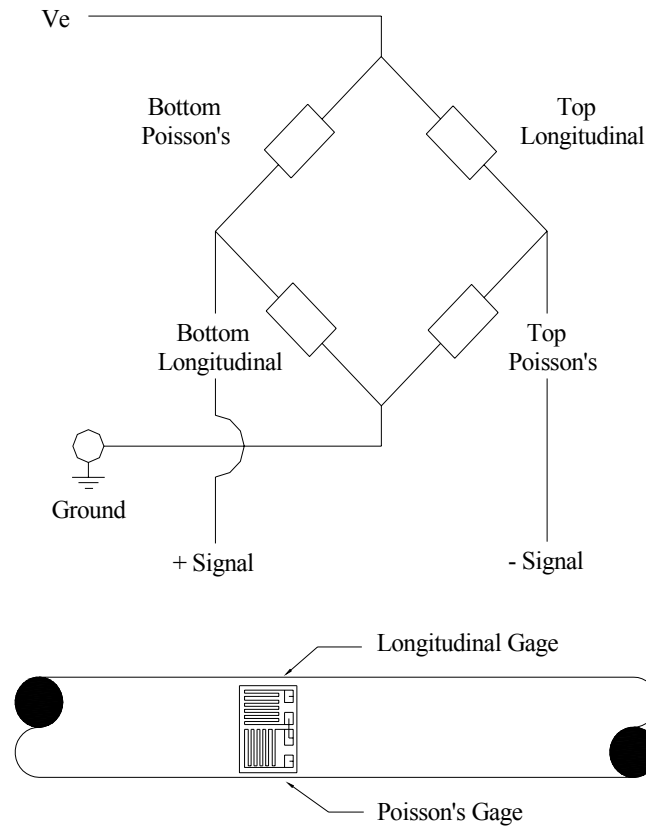 Ve
Bottom
Poisson's
Top
Longitudinal
Bottom
Longitudinal
Top
Poisson's
Ground
+ Signal
- Signal
Longitudinal Gage
Poisson's Gage